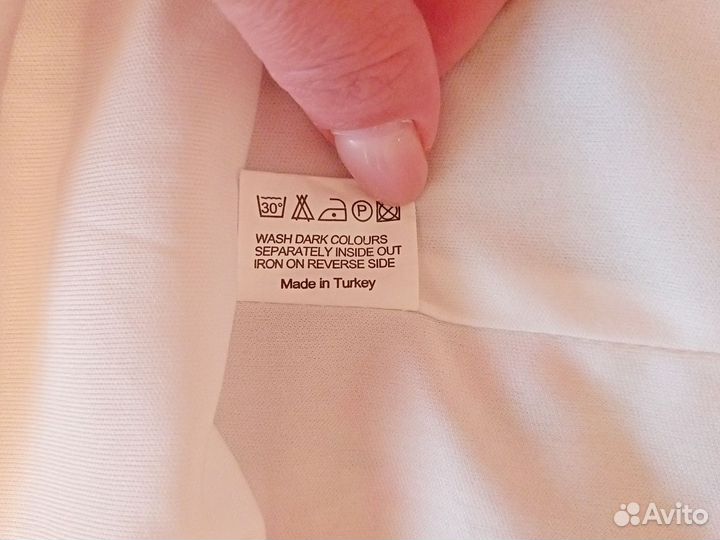 30° P
WASH DARK COLOURS
SEPARATELY INSIDE OUT
IRON ON REVERSE SIDE
Made in Turkey
Avito